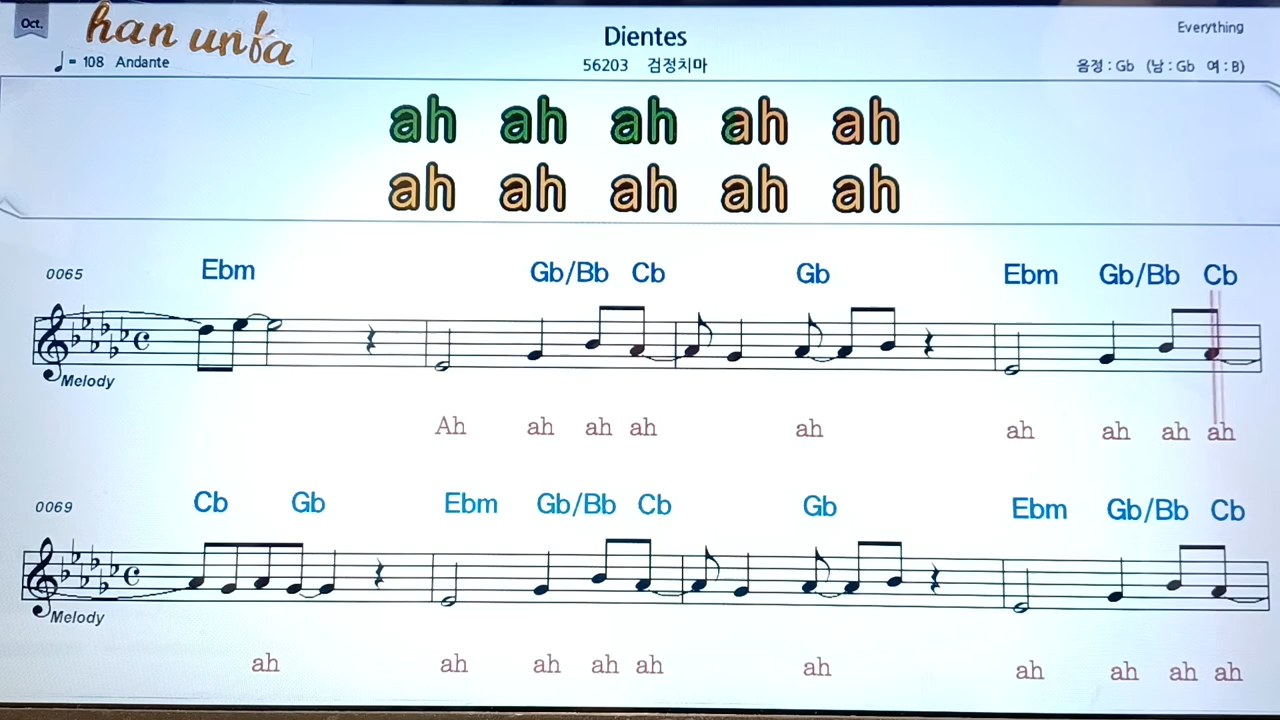 Oct.
han unfa
Everything
Dientes
♩= 108 Andante
56203 검정치마
음정 : Gb (남 : Gb 여 : B)
ah ah ah ah ah
ah ah ah ah ah
0065 Ebm Gb/Bb Cb Gb Ebm Gb/Bb Cb
Melody
Ah ah ah ah ah ah ah ah ah
0069 Cb Gb Ebm Gb/Bb Cb Gb Ebm Gb/Bb Cb
Melody
ah ah ah ah ah ah ah ah ah ah